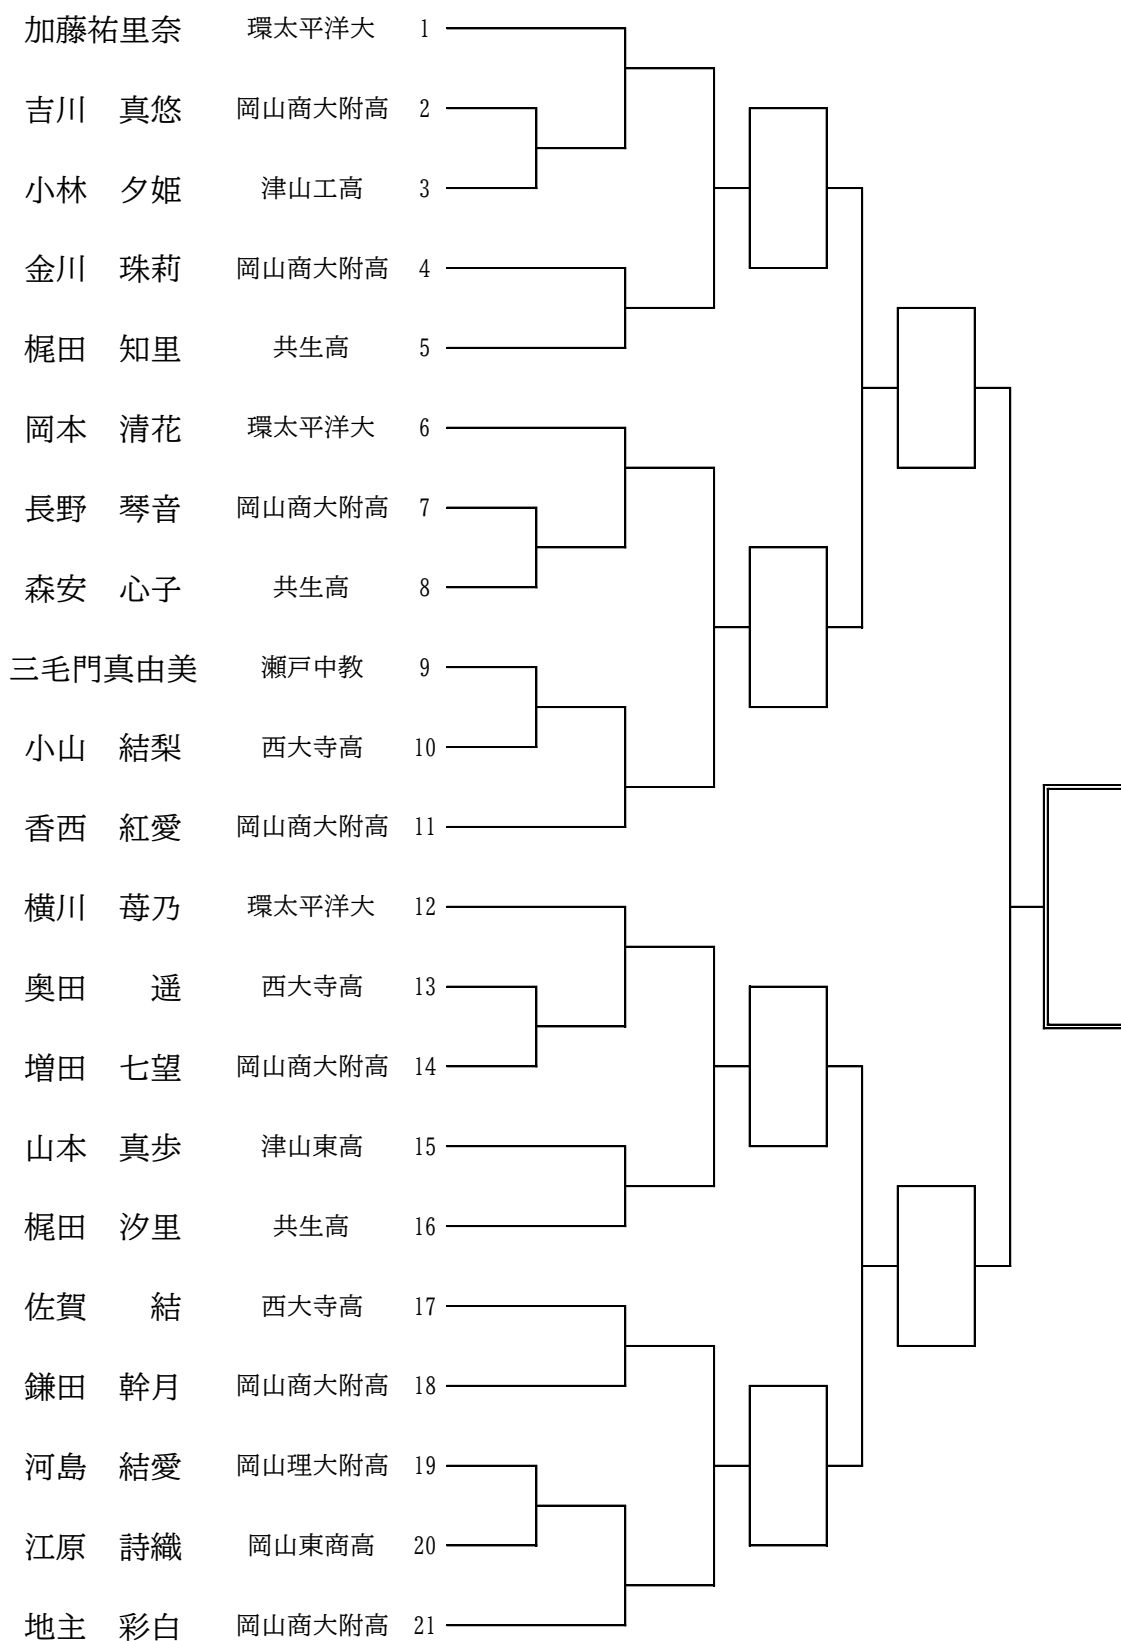 加藤祐里奈 環太平洋大 1
吉川　真悠 岡山商大附高 2
小林　夕姫 津山工高 3
金川　珠莉 岡山商大附高 4
梶田　知里 共生高 5
岡本　清花 環太平洋大 6
長野　琴音 岡山商大附高 7
森安　心子 共生高 8
三毛門真由美 瀬戸中教 9
小山　結梨 西大寺高 10
香西　紅愛 岡山商大附高 11
横川　苺乃 環太平洋大 12
奥田　　遥 西大寺高 13
増田　七望 岡山商大附高 14
山本　真歩 津山東高 15
梶田　汐里 共生高 16
佐賀　　結 西大寺高 17
鎌田　幹月 岡山商大附高 18
河島　結愛 岡山理大附高 19
江原　詩織 岡山東商高 20
地主　彩白 岡山商大附高 21